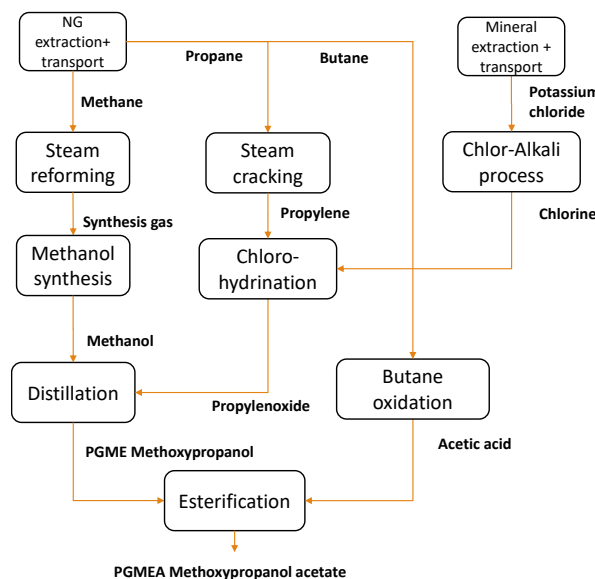 NG
extraction+
transport
Mineral
extraction +
transport
Propane
Butane
Methane
Potassium
chloride
Steam
reforming
Steam
cracking
Chlor-Alkali
process
Synthesis gas
Propylene
Chlorine
Methanol
synthesis
Chloro-
hydrination
Methanol
Distillation
Butane
oxidation
Propylenoxide
PGME Methoxypropanol
Acetic acid
Esterification
PGMEA Methoxypropanol acetate